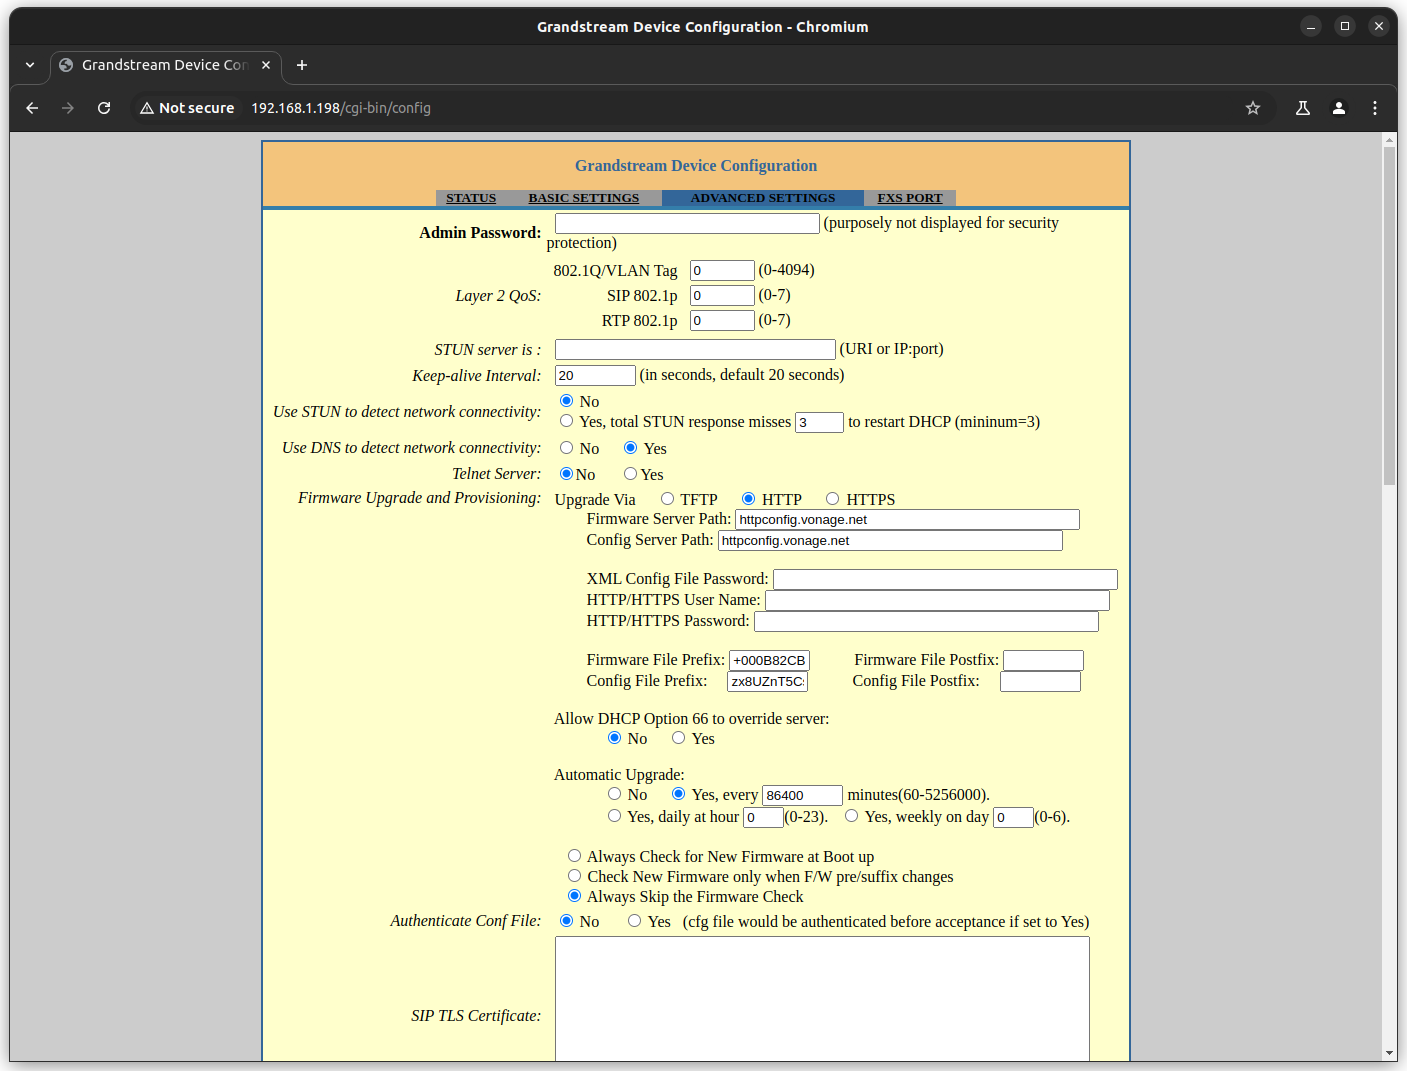 Grandstream Device Configuration - Chromium
Grandstream Device Con
Not secure 192.168.1.198/cgi-bin/config
Grandstream Device Configuration
STATUS BASIC SETTINGS ADVANCED SETTINGS FXS PORT
Admin Password: (purposely not displayed for security
protection)
802.1Q/VLAN Tag 0 (0-4094)
Layer 2 QoS: SIP 802.1p 0 (0-7)
RTP 802.1p 0 (0-7)
STUN server is : (URI or IP:port)
Keep-alive Interval: 20 (in seconds, default 20 seconds)
Use STUN to detect network connectivity: No
Yes, total STUN response misses 3 to restart DHCP (mininum=3)
Use DNS to detect network connectivity: No Yes
Telnet Server: No Yes
Firmware Upgrade and Provisioning: Upgrade Via TFTP HTTP HTTPS
Firmware Server Path: httpconfig.vonage.net
Config Server Path: httpconfig.vonage.net
XML Config File Password:
HTTP/HTTPS User Name:
HTTP/HTTPS Password:
Firmware File Prefix: +000B82CB Firmware File Postfix:
Config File Prefix: zx8UZnT5C Config File Postfix:
Allow DHCP Option 66 to override server:
No Yes
Automatic Upgrade:
No Yes, every 86400 minutes(60-5256000).
Yes, daily at hour 0 (0-23). Yes, weekly on day 0 (0-6).
Always Check for New Firmware at Boot up
Check New Firmware only when F/W pre/suffix changes
Always Skip the Firmware Check
Authenticate Conf File: No Yes (cfg file would be authenticated before acceptance if set to Yes)
SIP TLS Certificate: